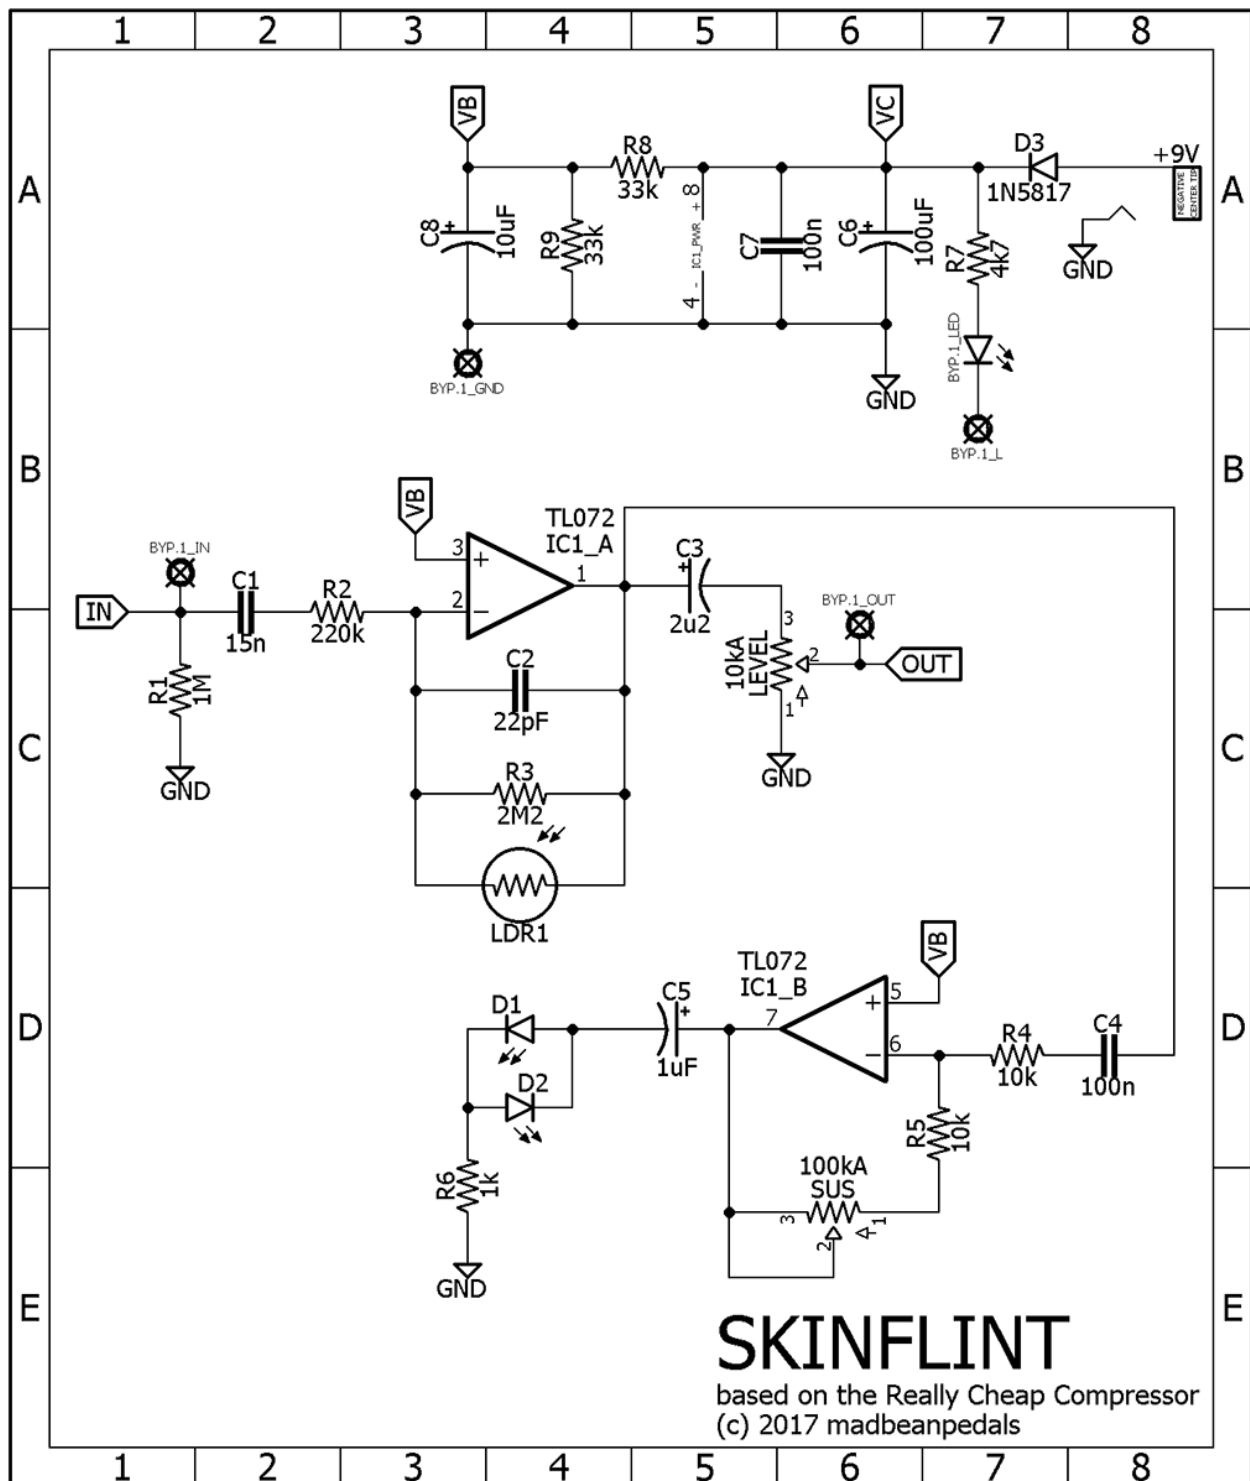 1 2 3 4 5 6 7 8
A
VB
VC
R8
33k
D3
1N5817
+9V
NEGATIVE
CENTER TIP
A
C8
+
10uF
R9
33k
4 - IC1_PWR + 8
C7
100n
C6
+
100uF
R7
4k7
GND
BYP.1_GND
GND
BYP.1_LED
BYP.1_L
B
B
VB
TL072
IC1_A
3
+
1
2
−
BYP.1_IN
IN
C1
15n
R2
220k
C3
+
2u2
BYP.1_OUT
3
10kA
LEVEL
2
1
OUT
GND
R1
1M
GND
C2
22pF
C
C
R3
2M2
LDR1
VB
TL072
IC1_B
5
+
7
6
−
D
D
D1
D2
C5
+
1uF
R4
10k
C4
100n
R5
10k
R6
1k
GND
100kA
SUS
3
2
1
E
E
SKINFLINT
based on the Really Cheap Compressor
(c) 2017 madbeanpedals
1 2 3 4 5 6 7 8